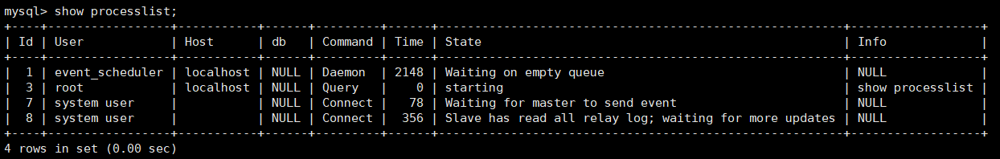 mysql> show processlist;
+----+-----------------+-----------+------+---------+------+--------------------------------------------------------+------------------+
| Id | User            | Host      | db   | Command | Time | State                                                  | Info             |
+----+-----------------+-----------+------+---------+------+--------------------------------------------------------+------------------+
|  1 | event_scheduler | localhost | NULL | Daemon  | 2148 | Waiting on empty queue                                 | NULL             |
|  3 | root            | localhost | NULL | Query   |    0 | starting                                               | show processlist |
|  7 | system user     |           | NULL | Connect |   78 | Waiting for master to send event                       | NULL             |
|  8 | system user     |           | NULL | Connect |  356 | Slave has read all relay log; waiting for more updates | NULL             |
+----+-----------------+-----------+------+---------+------+--------------------------------------------------------+------------------+
4 rows in set (0.00 sec)